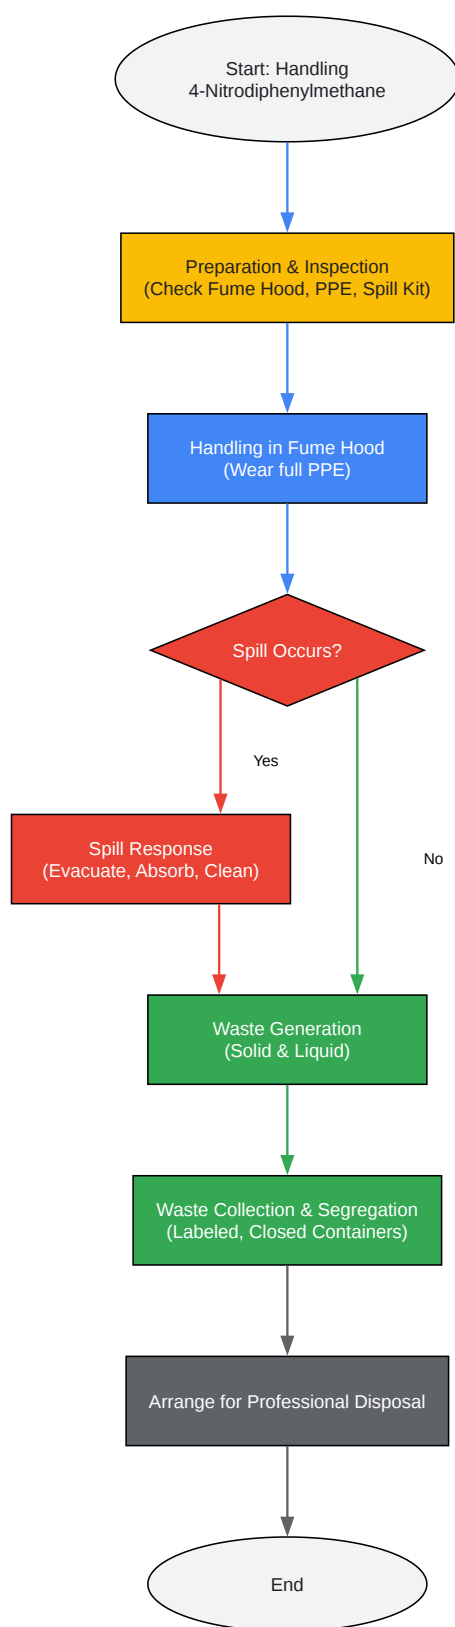 Start: Handling
4-Nitrodiphenylmethane
Preparation & Inspection
(Check Fume Hood, PPE, Spill Kit)
Handling in Fume Hood
(Wear full PPE)
Spill Occurs?
Yes
Spill Response
(Evacuate, Absorb, Clean)
No
Waste Generation
(Solid & Liquid)
Waste Collection & Segregation
(Labeled, Closed Containers)
Arrange for Professional Disposal
End